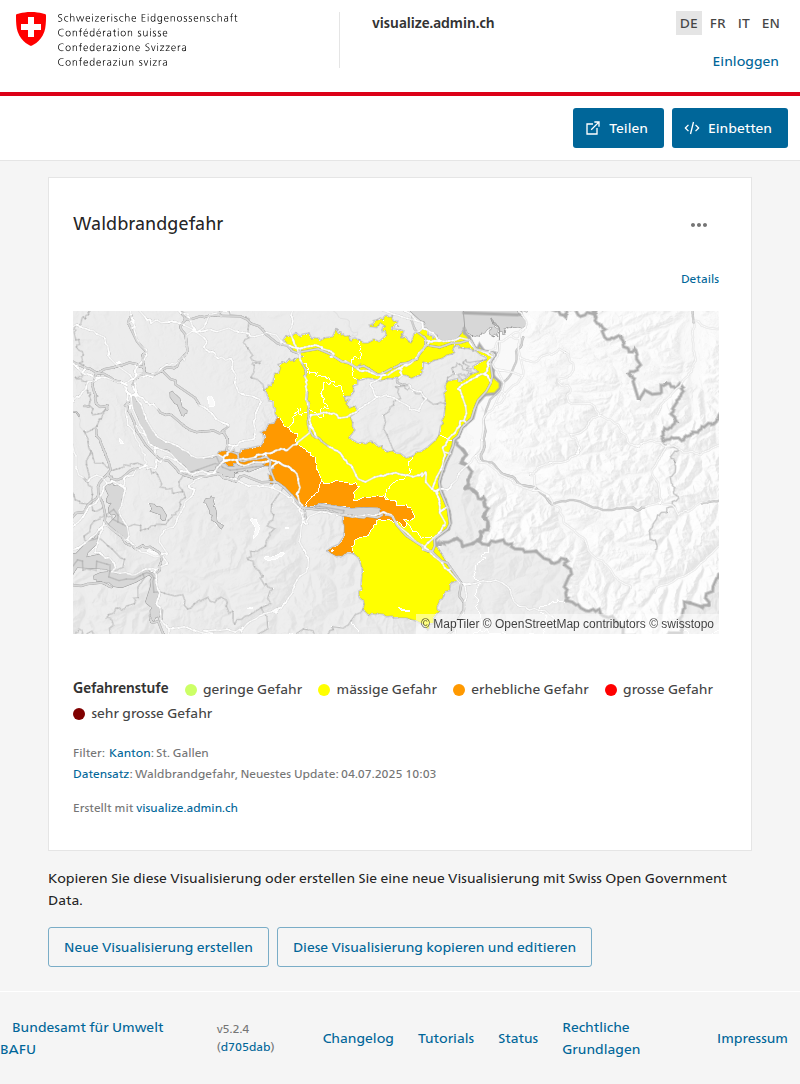 Schweizerische Eidgenossenschaft
Confédération suisse
Confederazione Svizzera
Confederaziun svizra
visualize.admin.ch
DE FR IT EN
Einloggen
Teilen
Einbetten
Waldbrandgefahr
Details
© MapTiler © OpenStreetMap contributors © swisstopo
Gefahrenstufe geringe Gefahr mässige Gefahr erhebliche Gefahr grosse Gefahr
sehr grosse Gefahr
Filter: Kanton: St. Gallen
Datensatz: Waldbrandgefahr, Neuestes Update: 04.07.2025 10:03
Erstellt mit visualize.admin.ch
Kopieren Sie diese Visualisierung oder erstellen Sie eine neue Visualisierung mit Swiss Open Government
Data.
Neue Visualisierung erstellen
Diese Visualisierung kopieren und editieren
Bundesamt für Umwelt
BAFU
v5.2.4
(d705dab)
Changelog
Tutorials
Status
Rechtliche
Grundlagen
Impressum